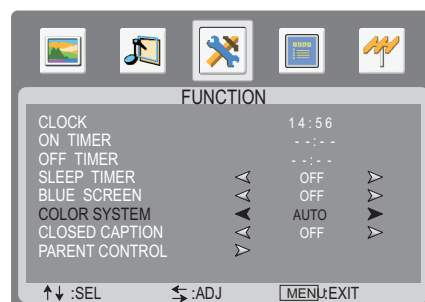 FUNCTION
CLOCK 14:56
ON TIMER --:--
OFF TIMER --:--
SLEEP TIMER OFF
BLUE SCREEN OFF
COLOR SYSTEM AUTO
CLOSED CAPTION OFF
PARENT CONTROL
:SEL :ADJ MENU:EXIT